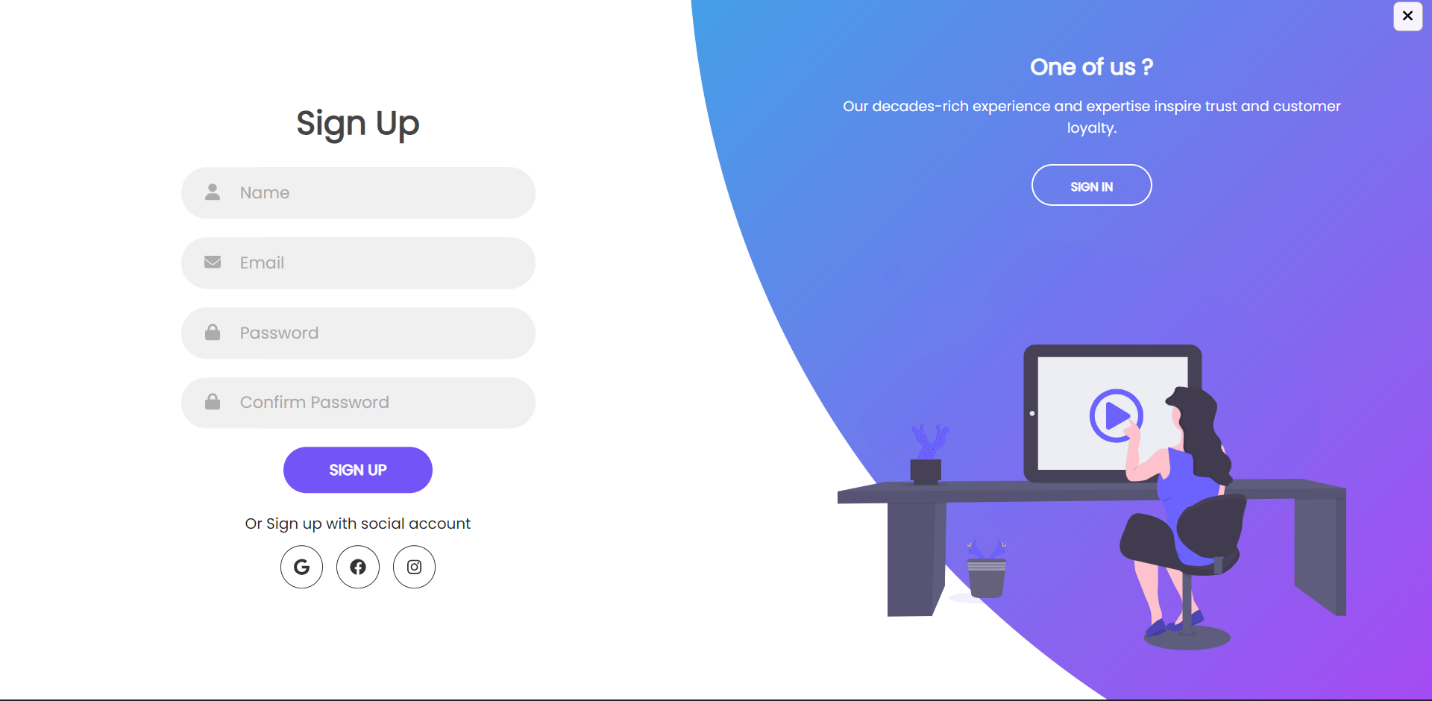 Sign Up
Name
Email
Password
Confirm Password
SIGN UP
Or Sign up with social account
One of us ?
Our decades-rich experience and expertise inspire trust and customer
loyalty.
SIGN IN